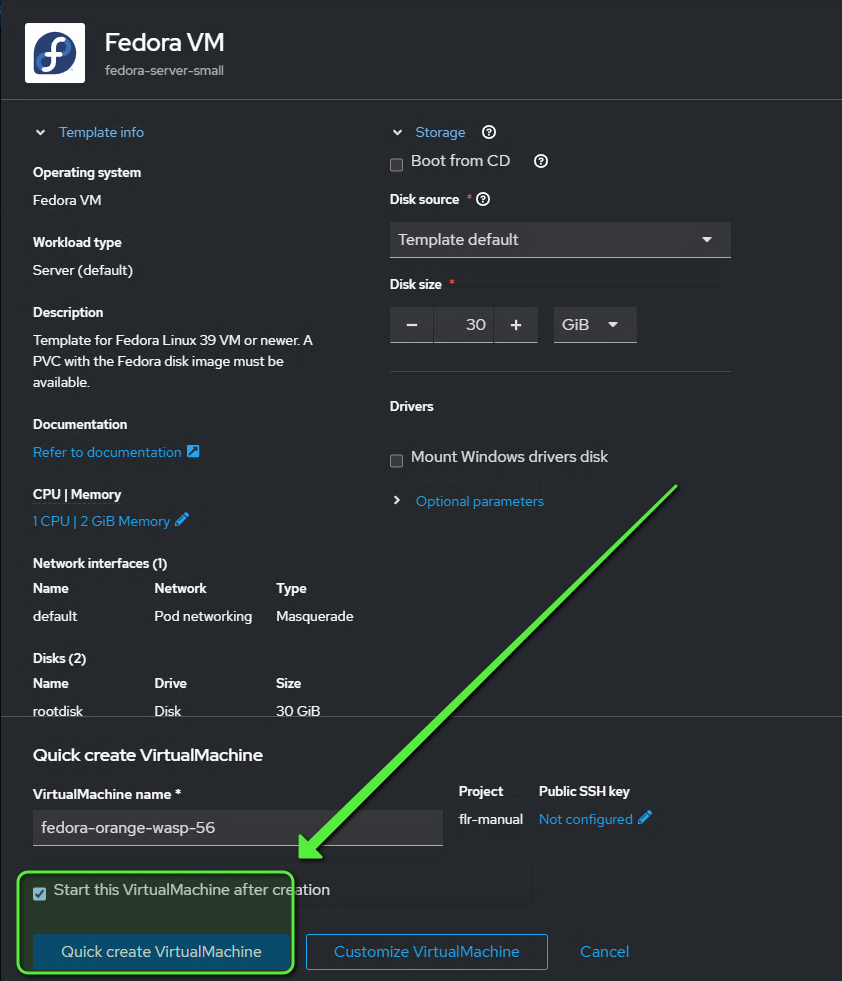 Fedora VM
fedora-server-small
Template info
Operating system
Fedora VM
Workload type
Server (default)
Description
Template for Fedora Linux 39 VM or newer. A
PVC with the Fedora disk image must be
available.
Documentation
Refer to documentation
CPU | Memory
1 CPU | 2 GiB Memory
Network interfaces (1)
Name Network Type
default Pod networking Masquerade
Disks (2)
Name Drive Size
rootdisk Disk 30 GiB
Storage
Boot from CD
Disk source *
Template default
Disk size *
30 GiB
Drivers
Mount Windows drivers disk
Optional parameters
Quick create VirtualMachine
VirtualMachine name *
fedora-orange-wasp-56
Project
flr-manual
Public SSH key
Not configured
Start this VirtualMachine after creation
Quick create VirtualMachine
Customize VirtualMachine
Cancel